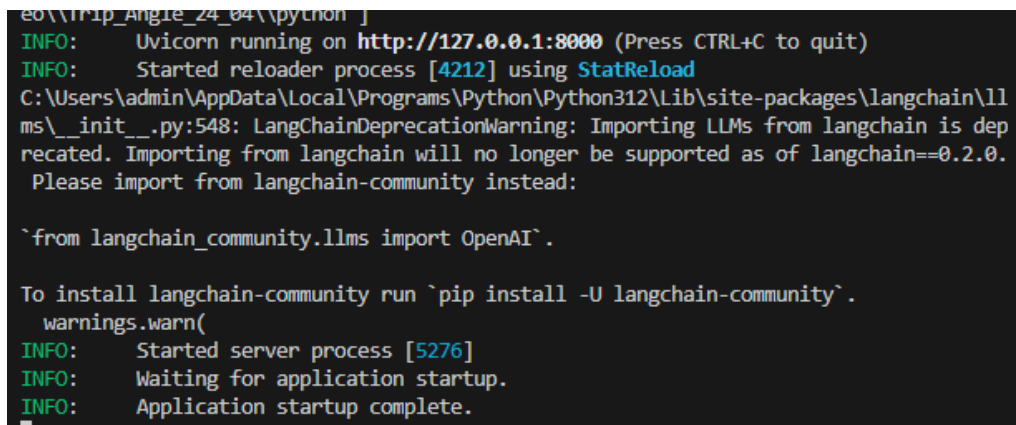 eo\\Trip_Angle_24_04\\python']
INFO:     Uvicorn running on http://127.0.0.1:8000 (Press CTRL+C to quit)
INFO:     Started reloader process [4212] using StatReload
C:\Users\admin\AppData\Local\Programs\Python\Python312\Lib\site-packages\langchain\ll
ms\__init__.py:548: LangChainDeprecationWarning: Importing LLMs from langchain is dep
recated. Importing from langchain will no longer be supported as of langchain==0.2.0.
 Please import from langchain-community instead:
`from langchain_community.llms import OpenAI`.
To install langchain-community run `pip install -U langchain-community`.
  warnings.warn(
INFO:     Started server process [5276]
INFO:     Waiting for application startup.
INFO:     Application startup complete.